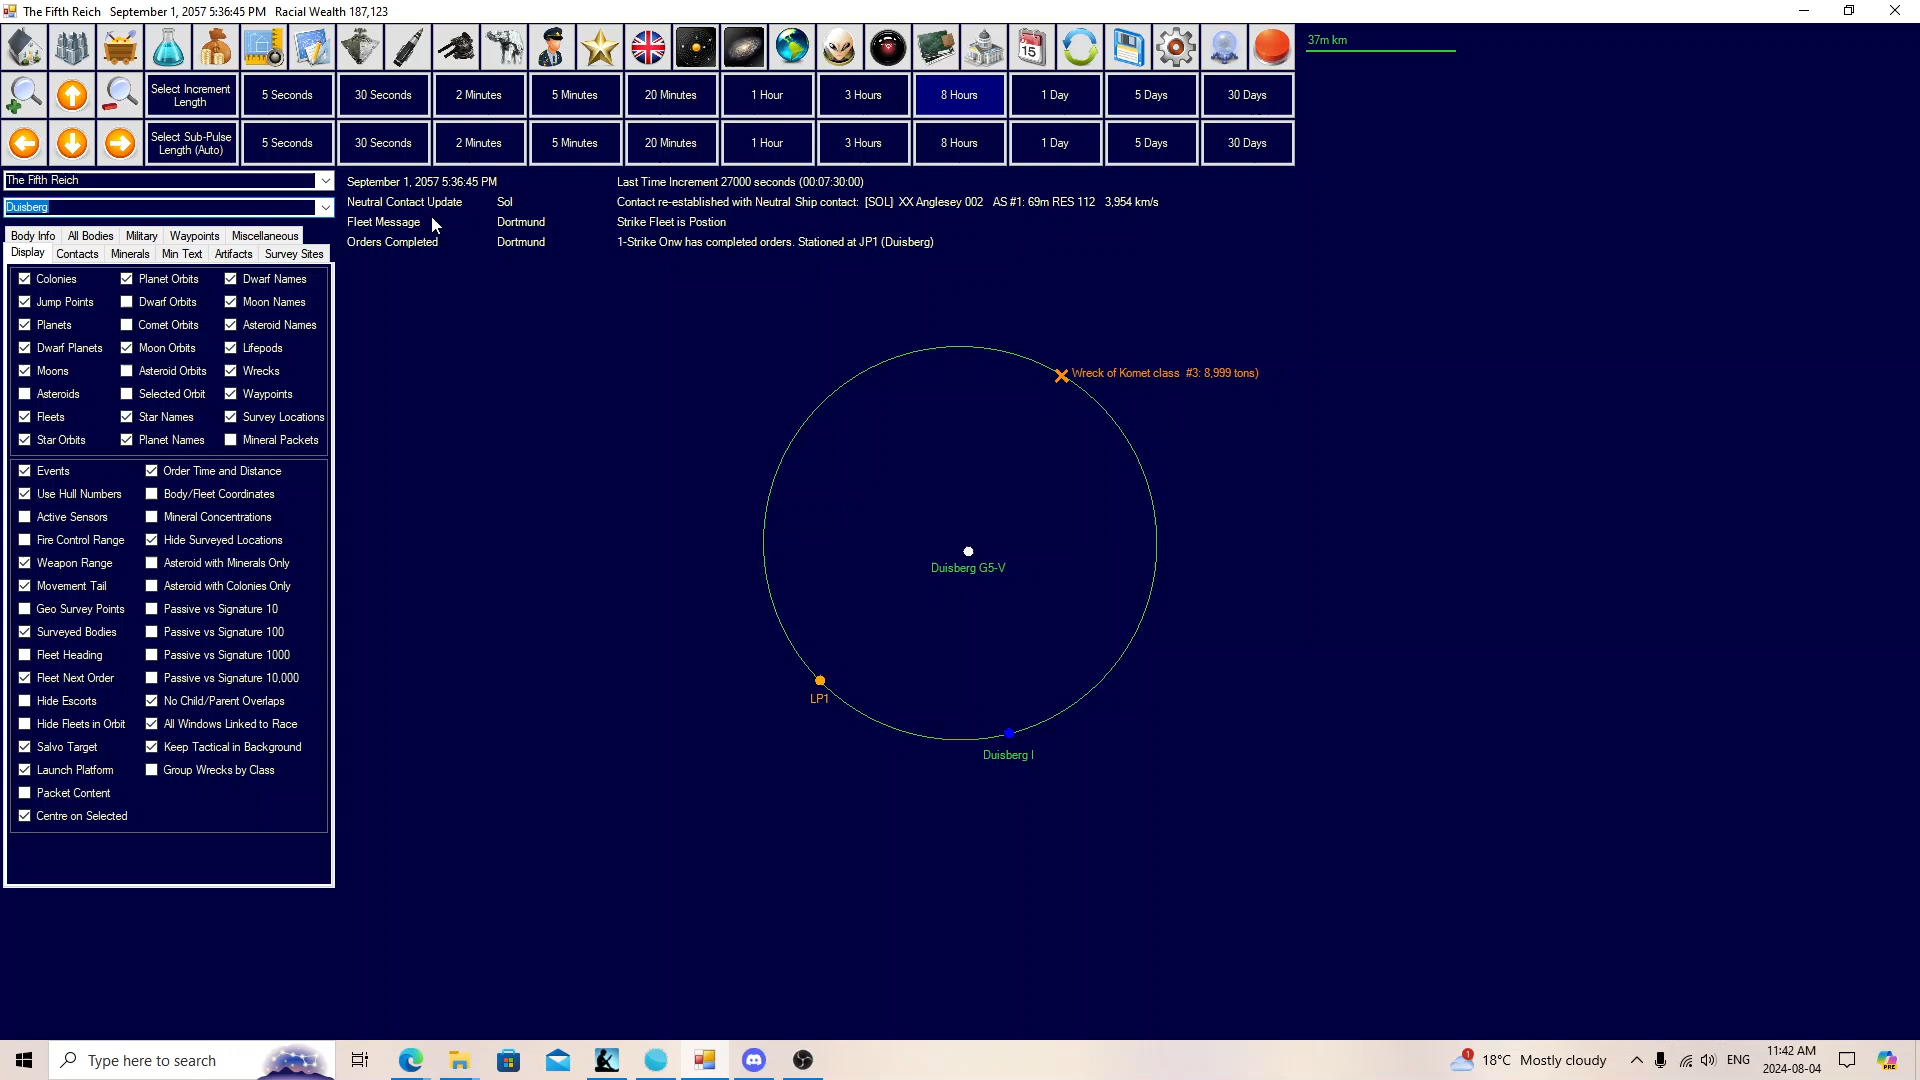 The Fifth Reich   September 1, 2057 5:36:45 PM   Racial Wealth 187,123
15
37m km
Select Increment Length
5 Seconds
30 Seconds
2 Minutes
5 Minutes
20 Minutes
1 Hour
3 Hours
8 Hours
1 Day
5 Days
30 Days
Select Sub-Pulse Length (Auto)
5 Seconds
30 Seconds
2 Minutes
5 Minutes
20 Minutes
1 Hour
3 Hours
8 Hours
1 Day
5 Days
30 Days
The Fifth Reich
Duisberg
September 1, 2057 5:36:45 PM   Last Time Increment 27000 seconds (00:07:30:00)
Neutral Contact Update   Sol   Contact re-established with Neutral Ship contact: [SOL] XX Anglesey 002 AS #1: 69m RES 112 3,954 km/s
Fleet Message   Dortmund   Strike Fleet is Postion
Orders Completed   Dortmund   1-Strike Onw has completed orders. Stationed at JP1 (Duisberg)
Body Info   All Bodies   Military   Waypoints   Miscellaneous
Display   Contacts   Minerals   Min Text   Artifacts   Survey Sites
Colonies   Planet Orbits   Dwarf Names
Jump Points   Dwarf Orbits   Moon Names
Planets   Comet Orbits   Asteroid Names
Dwarf Planets   Moon Orbits   Lifepods
Moons   Asteroid Orbits   Wrecks
Asteroids   Selected Orbit   Waypoints
Fleets   Star Names   Survey Locations
Star Orbits   Planet Names   Mineral Packets
Events   Order Time and Distance
Use Hull Numbers   Body/Fleet Coordinates
Active Sensors   Mineral Concentrations
Fire Control Range   Hide Surveyed Locations
Weapon Range   Asteroid with Minerals Only
Movement Tail   Asteroid with Colonies Only
Geo Survey Points   Passive vs Signature 10
Surveyed Bodies   Passive vs Signature 100
Fleet Heading   Passive vs Signature 1000
Fleet Next Order   Passive vs Signature 10,000
Hide Escorts   No Child/Parent Overlaps
Hide Fleets in Orbit   All Windows Linked to Race
Salvo Target   Keep Tactical in Background
Launch Platform   Group Wrecks by Class
Packet Content
Centre on Selected
Wreck of Komet class  #3: 8,999 tons)
Duisberg G5-V
LP1
Duisberg I
Type here to search
1
18°C  Mostly cloudy
ENG
11:42 AM
2024-08-04
PRE